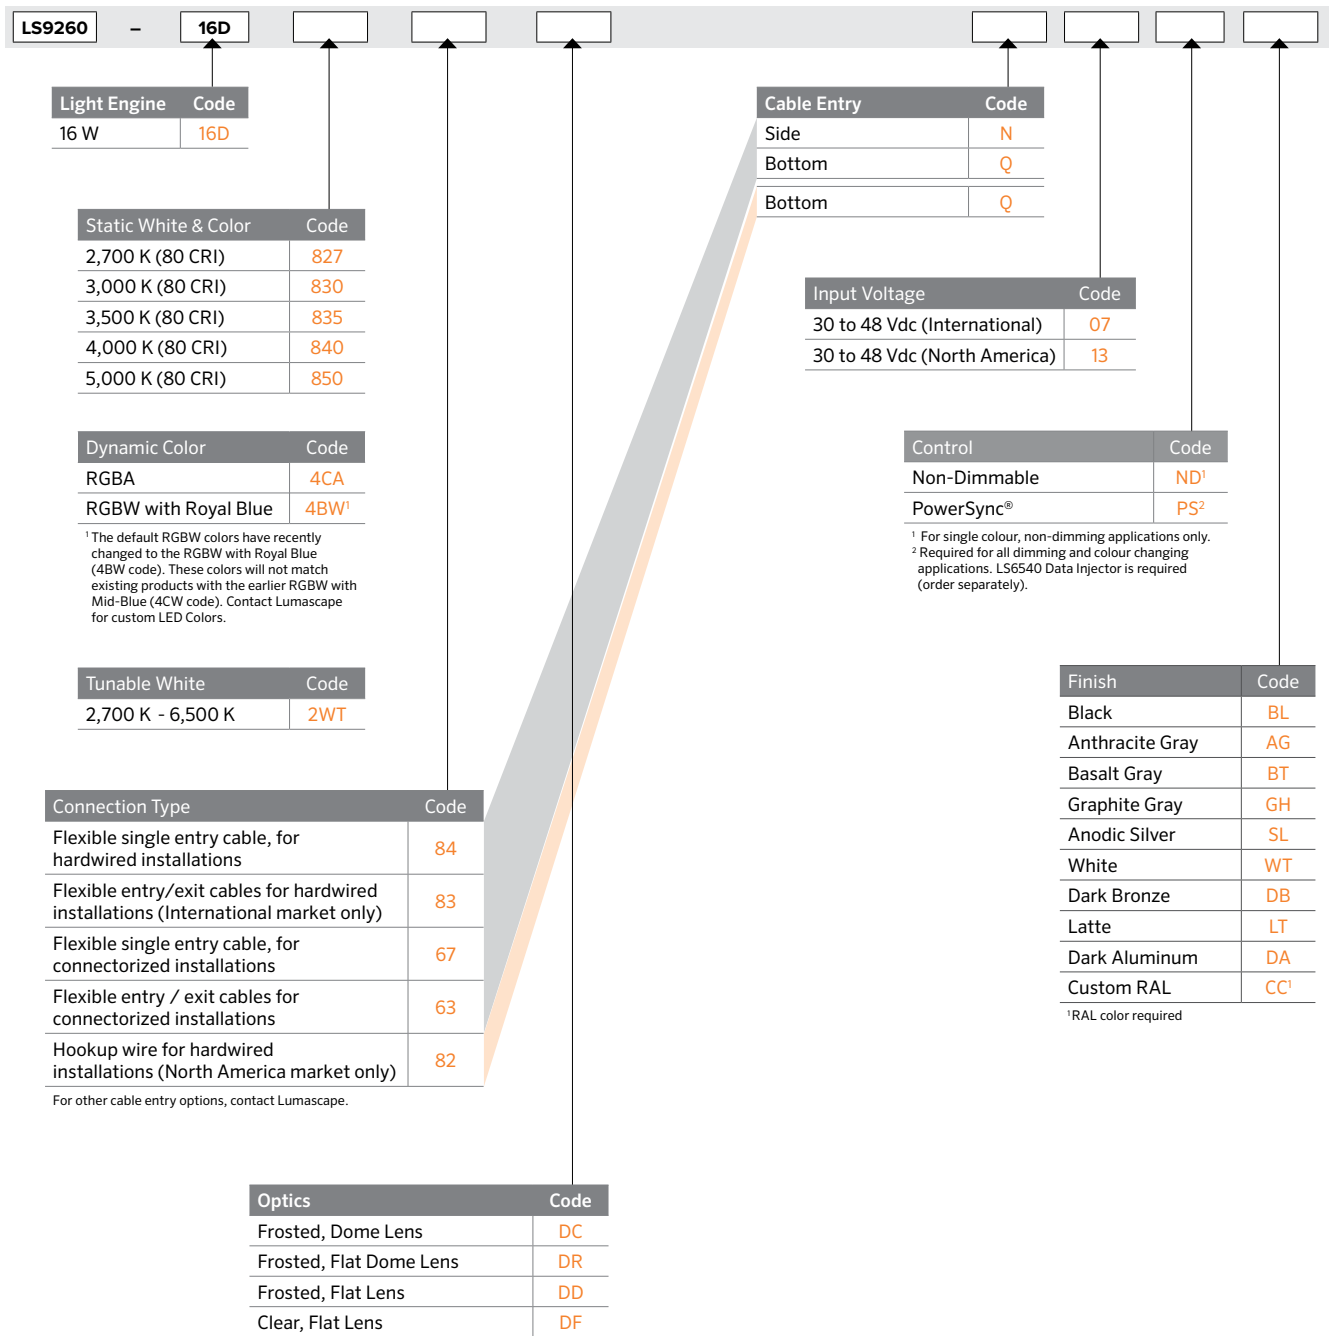 LS9260 – 16D
Light Engine Code
16 W 16D
Static White & Color Code
2,700 K (80 CRI) 827
3,000 K (80 CRI) 830
3,500 K (80 CRI) 835
4,000 K (80 CRI) 840
5,000 K (80 CRI) 850
Dynamic Color Code
RGBA 4CA
RGBW with Royal Blue 4BW¹
¹ The default RGBW colors have recently
changed to the RGBW with Royal Blue
(4BW code). These colors will not match
existing products with the earlier RGBW with
Mid-Blue (4CW code). Contact Lumascape
for custom LED Colors.
Tunable White Code
2,700 K - 6,500 K 2WT
Connection Type Code
Flexible single entry cable, for
hardwired installations 84
Flexible entry/exit cables for hardwired
installations (International market only) 83
Flexible single entry cable, for
connectorized installations 67
Flexible entry / exit cables for
connectorized installations 63
Hookup wire for hardwired
installations (North America market only) 82
For other cable entry options, contact Lumascape.
Optics Code
Frosted, Dome Lens DC
Frosted, Flat Dome Lens DR
Frosted, Flat Lens DD
Clear, Flat Lens DF
Cable Entry Code
Side N
Bottom Q
Bottom Q
Input Voltage Code
30 to 48 Vdc (International) 07
30 to 48 Vdc (North America) 13
Control Code
Non-Dimmable ND¹
PowerSync® PS²
¹ For single colour, non-dimming applications only.
² Required for all dimming and colour changing
applications. LS6540 Data Injector is required
(order separately).
Finish Code
Black BL
Anthracite Gray AG
Basalt Gray BT
Graphite Gray GH
Anodic Silver SL
White WT
Dark Bronze DB
Latte LT
Dark Aluminum DA
Custom RAL CC¹
¹RAL color required